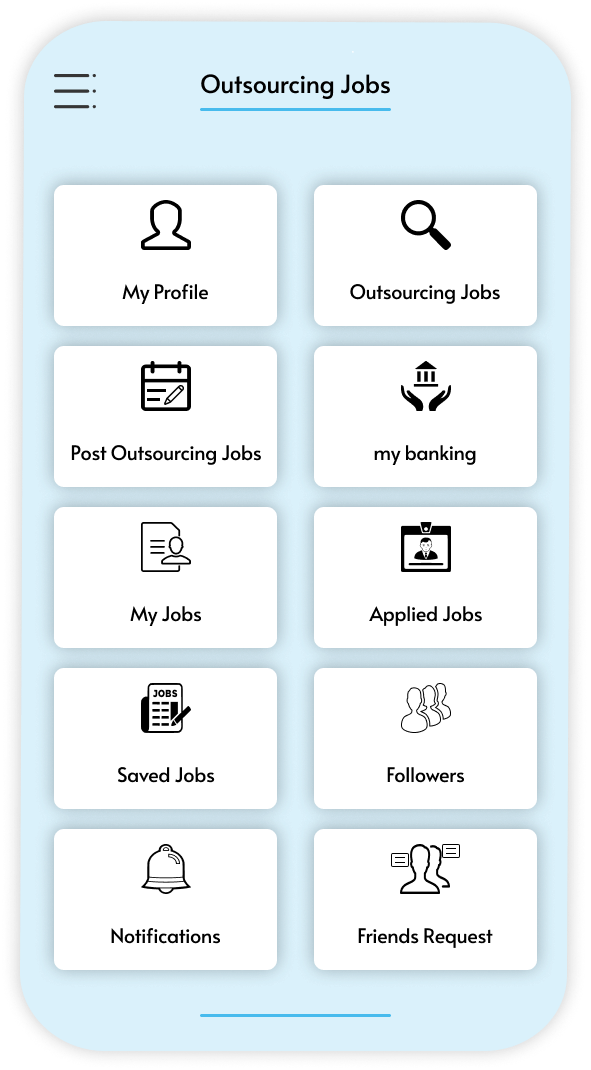 Outsourcing Jobs
My Profile
Outsourcing Jobs
Post Outsourcing Jobs
my banking
My Jobs
Applied Jobs
JOBS
Saved Jobs
Followers
Notifications
Friends Request